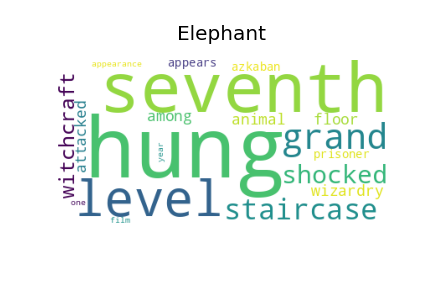 Elephant
appearance
appears
azkaban
seventh
witchcraft
attacked
among
animal
floor
hung
grand
year
prisoner
shocked
wizardry
level
one
staircase
film